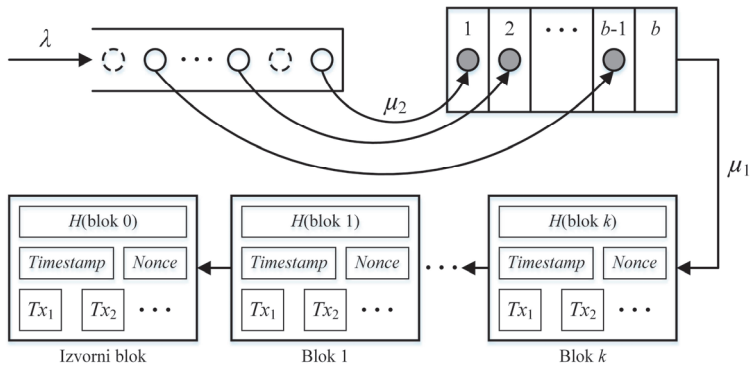 λ
1 2 ··· b-1 b
μ2
μ1
H(blok 0) H(blok 1) H(blok k)
Timestamp Nonce Timestamp Nonce ··· Timestamp Nonce
Tx1 Tx2 ··· Tx1 Tx2 ··· Tx1 Tx2 ···
Izvorni blok Blok 1 Blok k